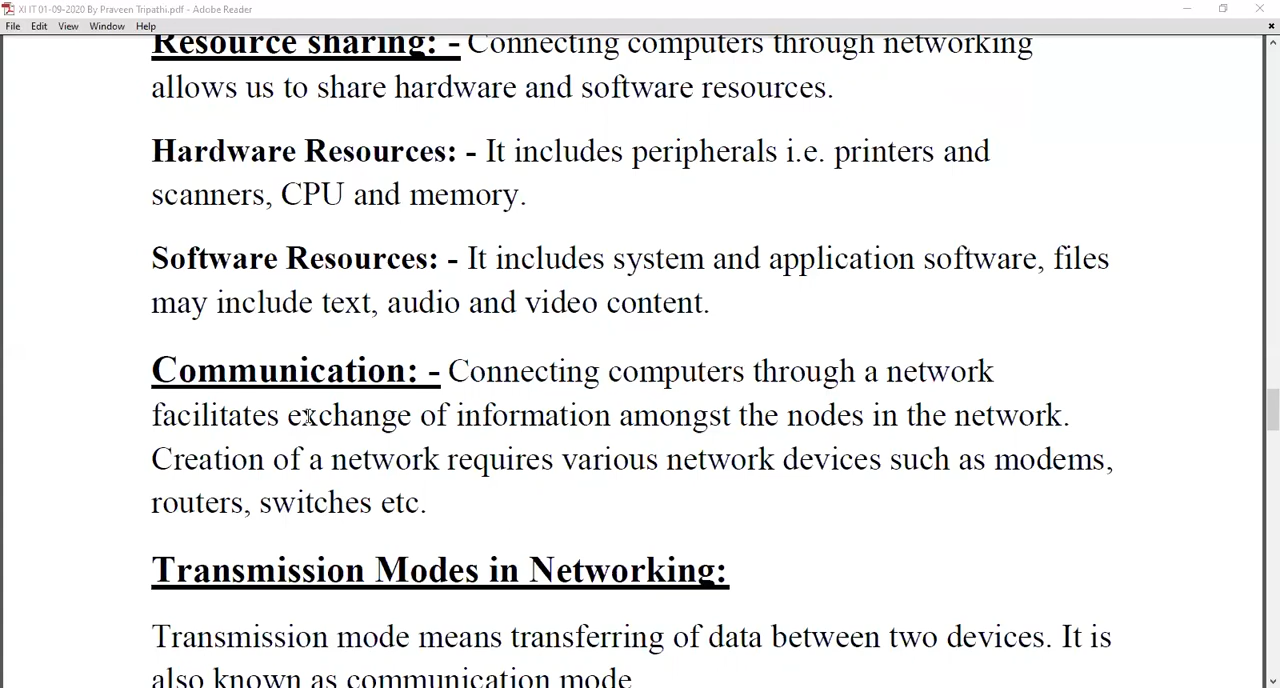 XI IT 01-09-2020 By Praveen Tripathi.pdf - Adobe Reader
File Edit View Window Help
Resource sharing: - Connecting computers through networking
allows us to share hardware and software resources.
Hardware Resources: - It includes peripherals i.e. printers and
scanners, CPU and memory.
Software Resources: - It includes system and application software, files
may include text, audio and video content.
Communication: - Connecting computers through a network
facilitates exchange of information amongst the nodes in the network.
Creation of a network requires various network devices such as modems,
routers, switches etc.
Transmission Modes in Networking:
Transmission mode means transferring of data between two devices. It is
also known as communication mode